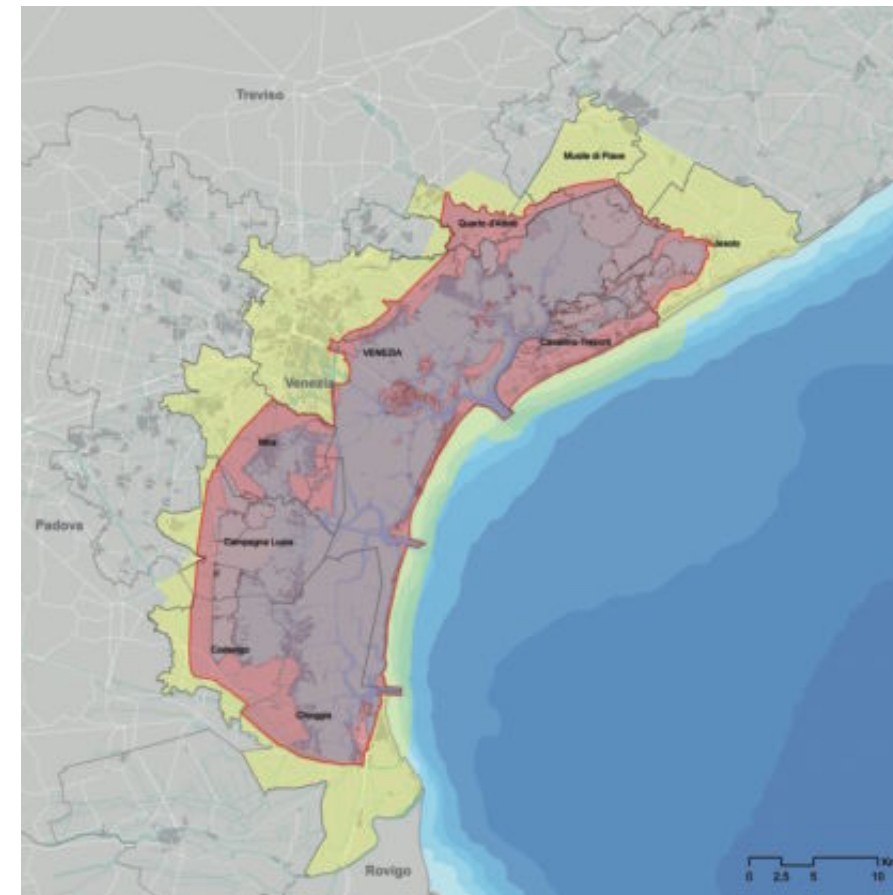 Treviso
Musile di Piave
Quarto d'Altino
Jesolo
Cavallino-Treporti
VENEZIA
Venezia
Mira
Padova
Campagna Lupia
Codevigo
Chioggia
Rovigo
0 2.5 5 10 Km